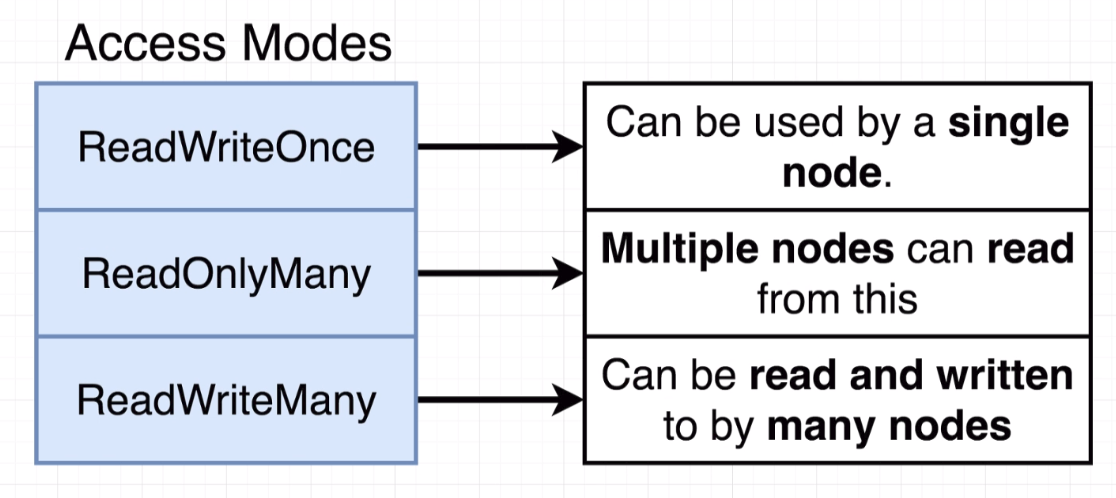 Access Modes
ReadWriteOnce
Can be used by a single
node.
ReadOnlyMany
Multiple nodes can read
from this
ReadWriteMany
Can be read and written
to by many nodes